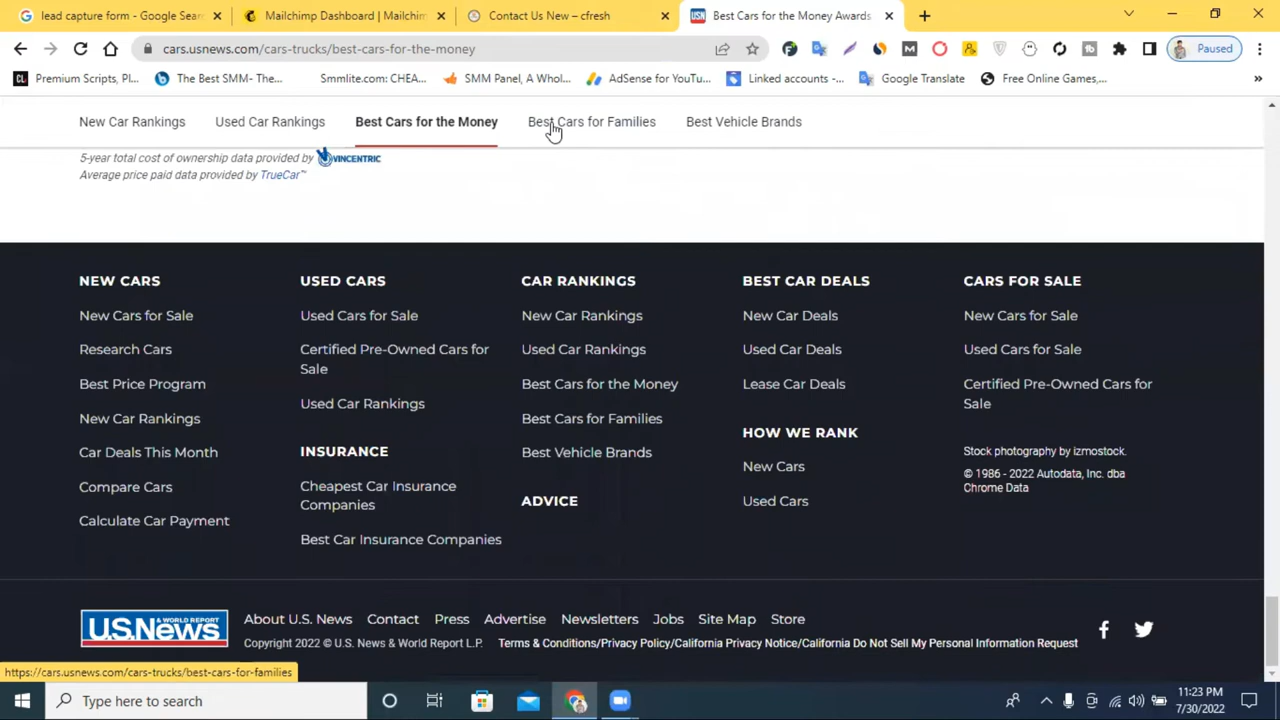 lead capture form - Google Sear
Mailchimp Dashboard | Mailchim
Contact Us New – cfresh
Best Cars for the Money Awards
cars.usnews.com/cars-trucks/best-cars-for-the-money
Paused
Premium Scripts, Pl...
The Best SMM- The...
Smmlite.com: CHEA...
SMM Panel, A Whol...
AdSense for YouTu...
Linked accounts -...
Google Translate
Free Online Games,...
New Car Rankings
Used Car Rankings
Best Cars for the Money
Best Cars for Families
Best Vehicle Brands
5-year total cost of ownership data provided by VINCENTRIC
Average price paid data provided by TrueCar™
NEW CARS
New Cars for Sale
Research Cars
Best Price Program
New Car Rankings
Car Deals This Month
Compare Cars
Calculate Car Payment
USED CARS
Used Cars for Sale
Certified Pre-Owned Cars for
Sale
Used Car Rankings
INSURANCE
Cheapest Car Insurance
Companies
Best Car Insurance Companies
CAR RANKINGS
New Car Rankings
Used Car Rankings
Best Cars for the Money
Best Cars for Families
Best Vehicle Brands
ADVICE
BEST CAR DEALS
New Car Deals
Used Car Deals
Lease Car Deals
HOW WE RANK
New Cars
Used Cars
CARS FOR SALE
New Cars for Sale
Used Cars for Sale
Certified Pre-Owned Cars for
Sale
Stock photography by izmostock.
© 1986 - 2022 Autodata, Inc. dba
Chrome Data
U.S.News & WORLD REPORT
About U.S. News Contact Press Advertise Newsletters Jobs Site Map Store
Copyright 2022 © U.S. News & World Report L.P. Terms & Conditions/Privacy Policy/California Privacy Notice/California Do Not Sell My Personal Information Request
https://cars.usnews.com/cars-trucks/best-cars-for-families
Type here to search
11:23 PM
7/30/2022